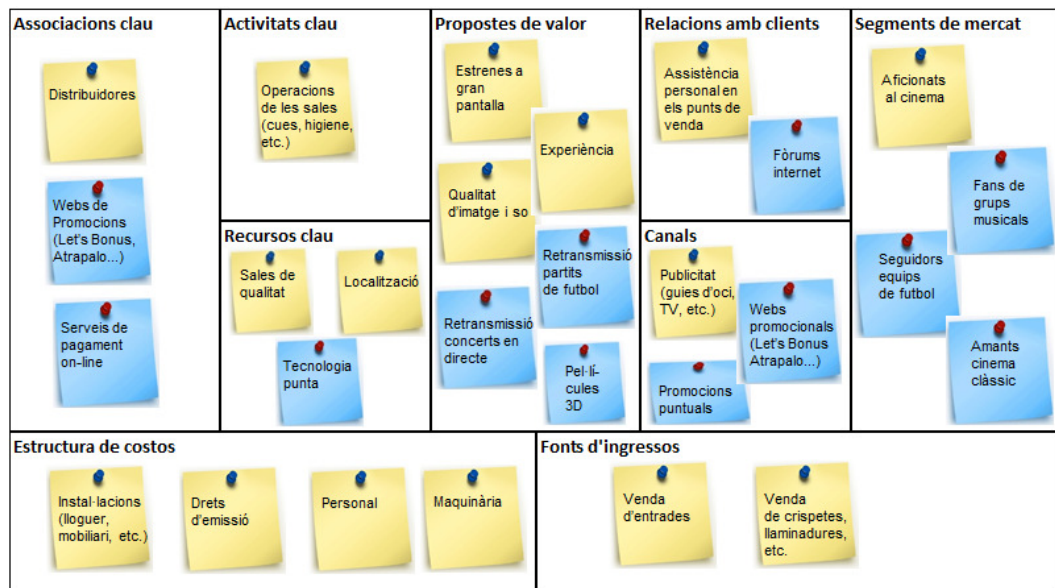 Associacions clau
Distribuidores
Webs de
Promocions
(Let's Bonus,
Atrapalo...)
Serveis de
pagament
on-line
Activitats clau
Operacions
de les sales
(cues, higiene,
etc.)
Recursos clau
Sales de
qualitat
Localització
Tecnologia
punta
Propostes de valor
Estrenes a
gran
pantalla
Experiència
Qualitat
d'imatge i so
Retransmissió
partits
de futbol
Retransmissió
concerts en
directe
Pel·lí-
cules
3D
Relacions amb clients
Assistència
personal en
els punts de
venda
Fòrums
internet
Canals
Publicitat
(guies d'oci,
TV, etc.)
Webs
promocionals
(Let's Bonus
Atrapalo...)
Promocions
puntuals
Segments de mercat
Aficionats
al cinema
Fans de
grups
musicals
Seguidors
equips
de futbol
Amants
cinema
clàssic
Estructura de costos
Instal·lacions
(lloguer,
mobiliari, etc.)
Drets
d'emissió
Personal
Maquinària
Fonts d'ingressos
Venda
d'entrades
Venda
de crispetes,
llaminadures,
etc.